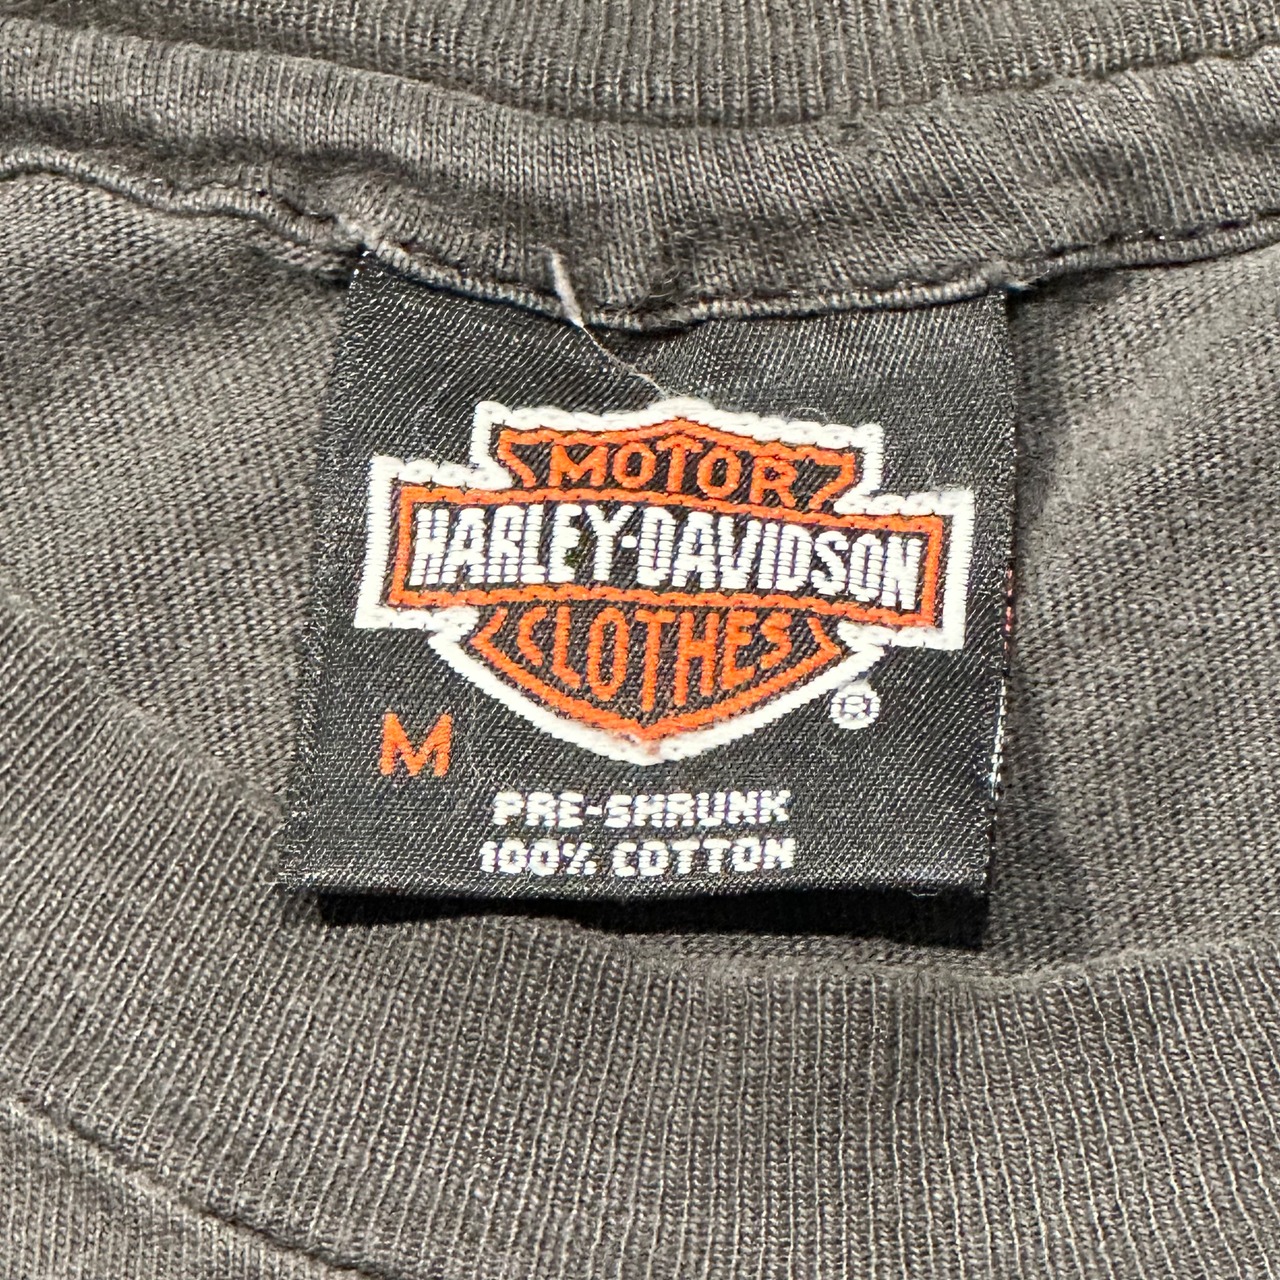 MOTOR
HARLEY-DAVIDSON
CLOTHES
®
M
PRE-SHRUNK
100% COTTON